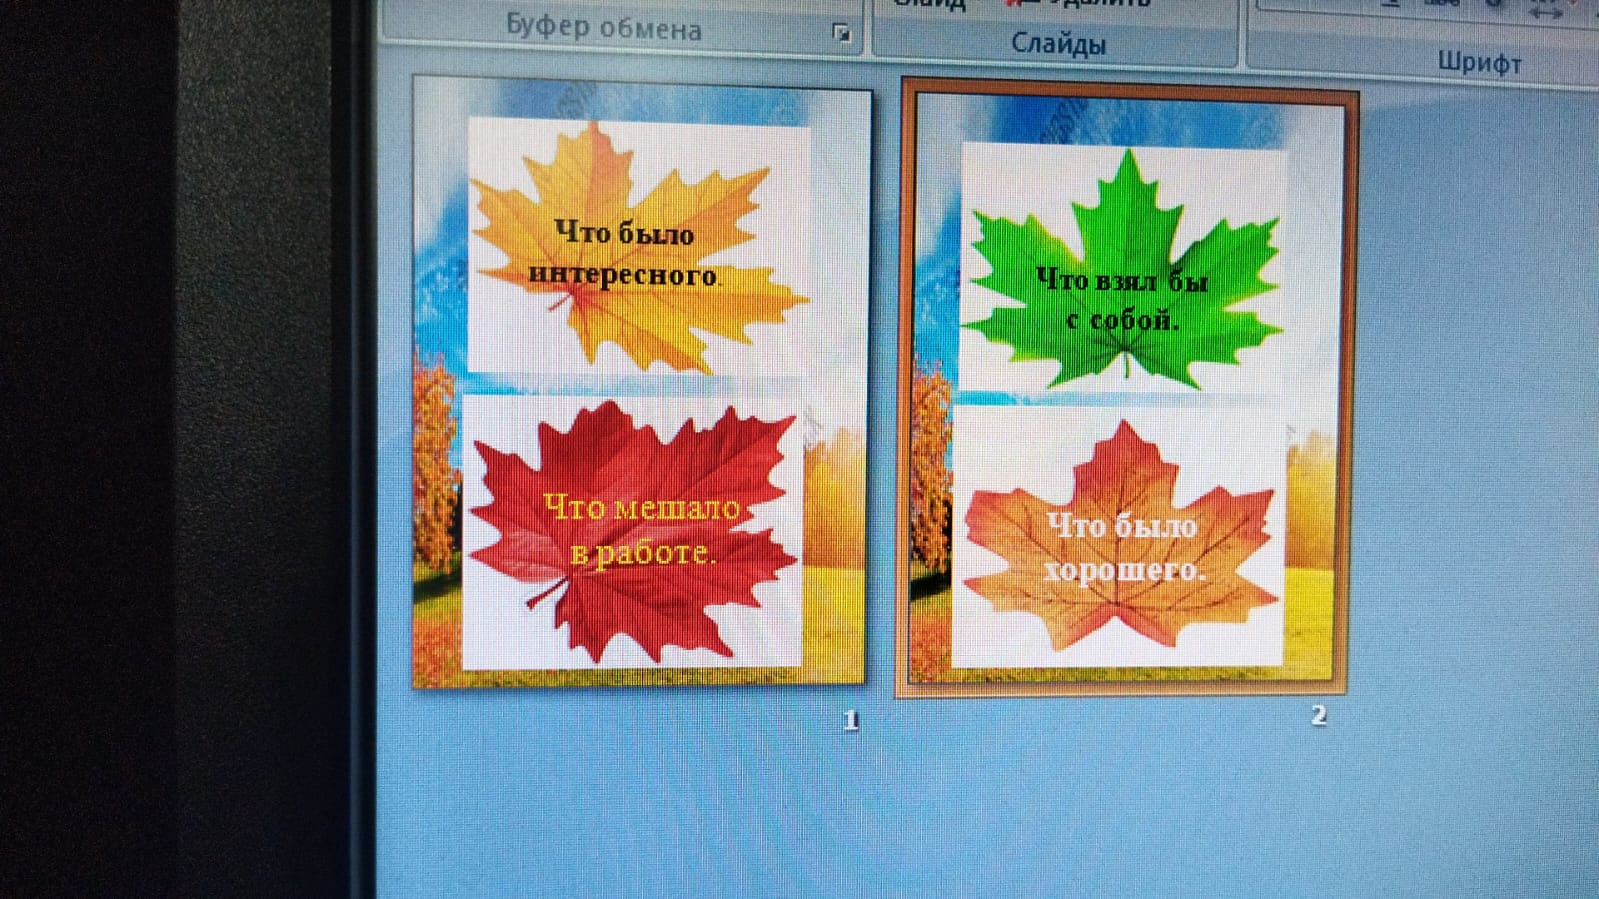 Удалить
Буфер обмена
Слайды
Шрифт
Что было
интересного.
Что мешало
в работе.
Что взял бы
с собой.
Что было
хорошего.
1
2